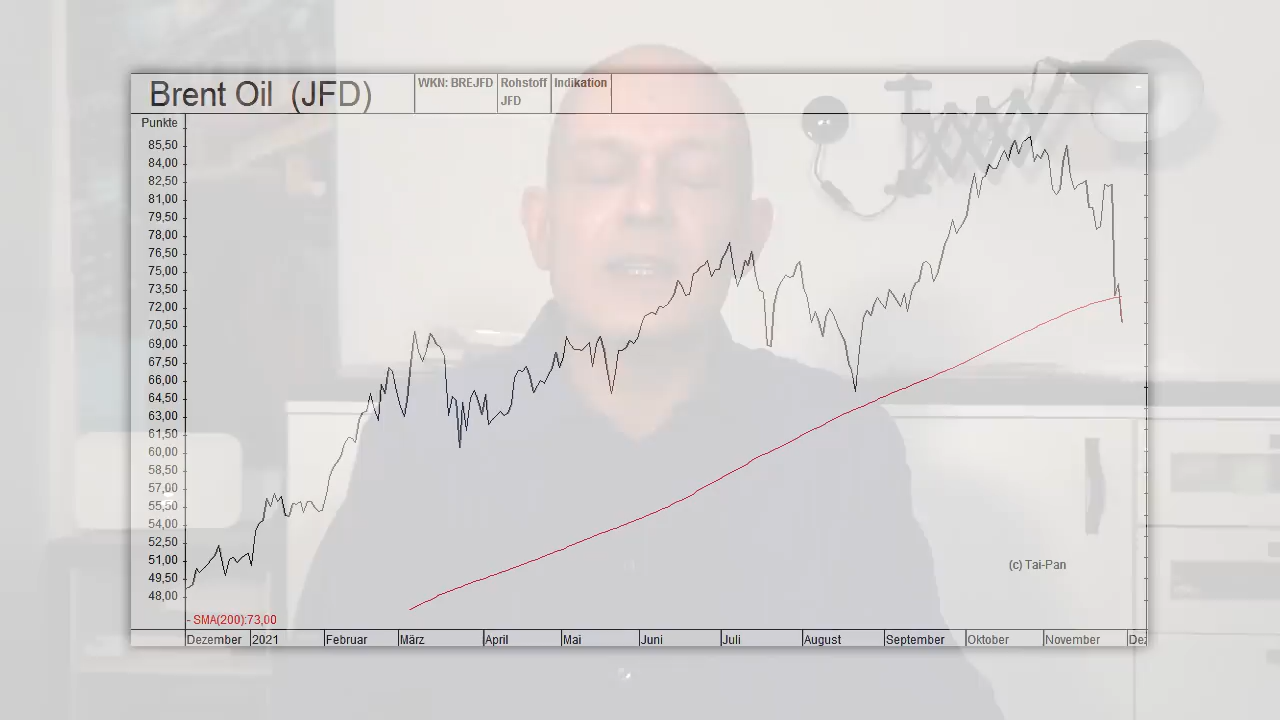 Brent Oil (JFD)
WKN: BREJFD
Rohstoff
Indikation
JFD
Punkte
85,50
84,00
82,50
81,00
79,50
78,00
76,50
75,00
73,50
72,00
70,50
69,00
67,50
66,00
64,50
63,00
61,50
60,00
58,50
57,00
55,50
54,00
52,50
51,00
49,50
48,00
(c) Tai-Pan
- SMA(200):73,00
Dezember
2021
Februar
März
April
Mai
Juni
Juli
August
September
Oktober
November
Dez